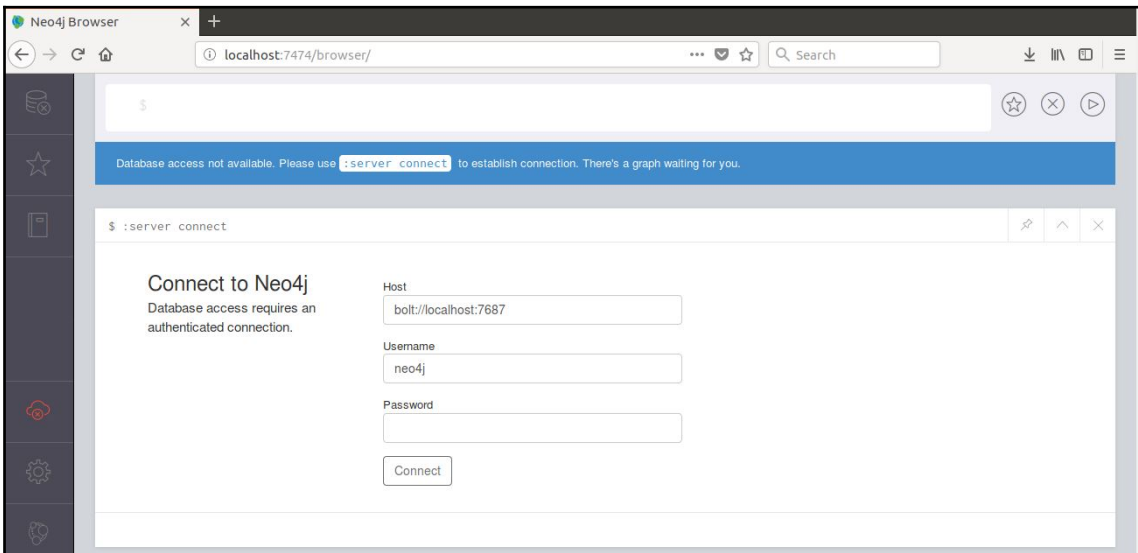 Neo4j Browser
localhost:7474/browser/
Search
$
Database access not available. Please use :server connect to establish connection. There's a graph waiting for you.
$ :server connect
Connect to Neo4j
Database access requires an
authenticated connection.
Host
bolt://localhost:7687
Username
neo4j
Password
Connect